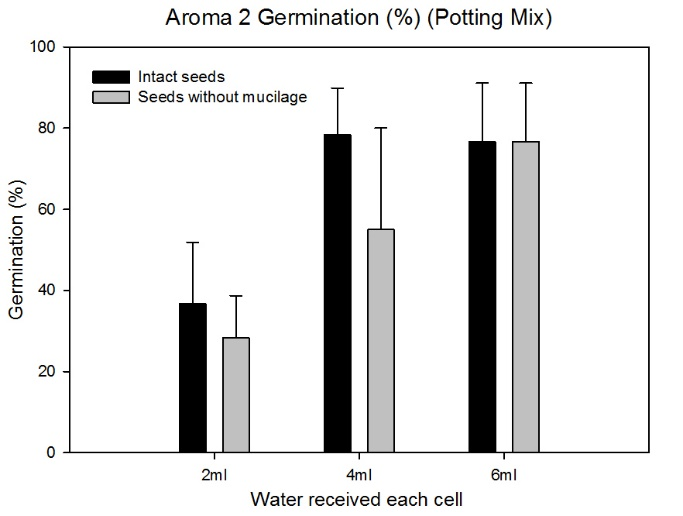 Aroma 2 Germination (%) (Potting Mix)
100
Intact seeds
Seeds without mucilage
80
60
40
20
0
Germination (%)
2ml 4ml 6ml
Water received each cell